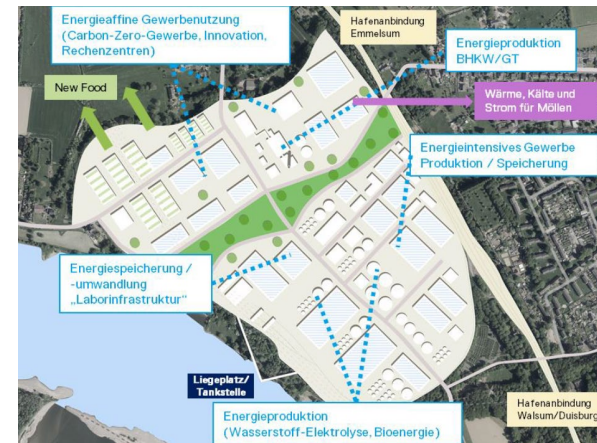 Energieaffine Gewerbenutzung
(Carbon-Zero-Gewerbe, Innovation,
Rechenzentren)
Hafenanbindung
Emmelsum
Energieproduktion
BHKW/GT
New Food
Wärme, Kälte und
Strom für Möllen
Energieintensives Gewerbe
Produktion / Speicherung
Energiespeicherung /
-umwandlung
„Laborinfrastruktur“
Liegeplatz/
Tankstelle
Energieproduktion
(Wasserstoff-Elektrolyse, Bioenergie)
Hafenanbindung
Walsum/Duisburg